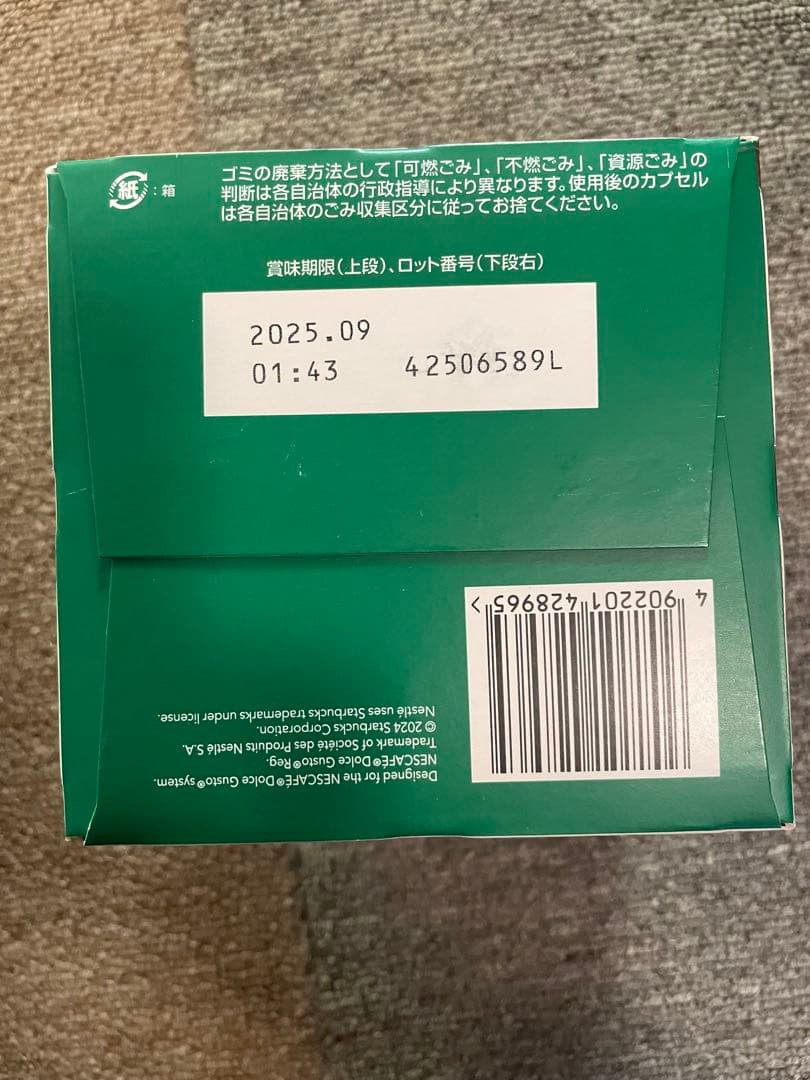 紙:箱
ゴミの廃棄方法として「可燃ごみ」、「不燃ごみ」、「資源ごみ」の
判断は各自治体の行政指導により異なります。使用後のカプセル
は各自治体のごみ収集区分に従ってお捨てください。
賞味期限(上段)、ロット番号(下段右)
2025.09
01:43 42506589L
4 902201 428965 >
Designed for the NESCAFÉ® Dolce Gusto® system.
NESCAFÉ® Dolce Gusto® Reg.
Trademark of Société des Produits Nestlé S.A.
© 2024 Starbucks Corporation.
Nestlé uses Starbucks trademarks under license.